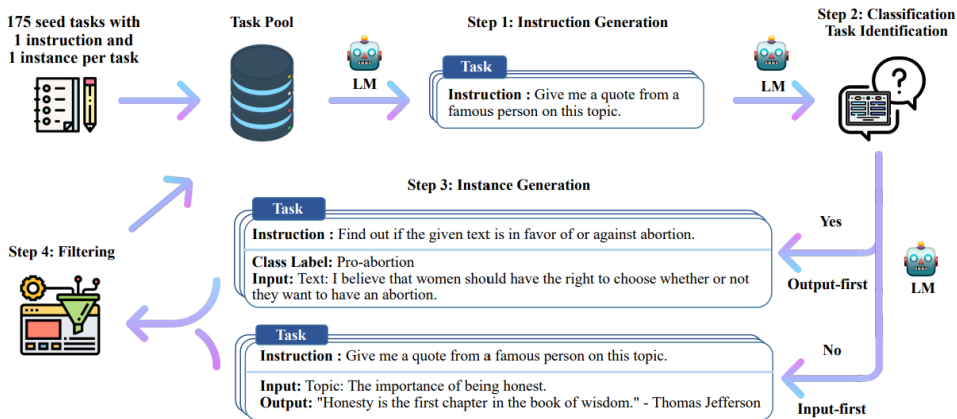 175 seed tasks with
1 instruction and
1 instance per task
Task Pool
Step 1: Instruction Generation
Step 2: Classification
Task Identification
LM
Task
Instruction : Give me a quote from a
famous person on this topic.
LM
Step 3: Instance Generation
Task
Instruction : Find out if the given text is in favor of or against abortion.
Class Label: Pro-abortion
Input: Text: I believe that women should have the right to choose whether or not
they want to have an abortion.
Yes
Output-first
LM
Step 4: Filtering
Task
Instruction : Give me a quote from a famous person on this topic.
Input: Topic: The importance of being honest.
Output: "Honesty is the first chapter in the book of wisdom." - Thomas Jefferson
No
Input-first